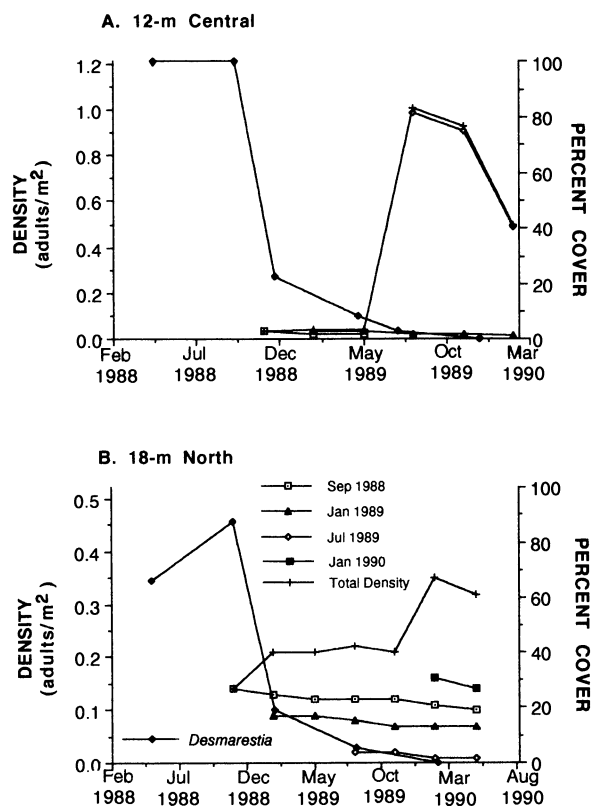 A. 12-m Central
1.2
1.0
0.8
0.6
0.4
0.2
0.0
DENSITY
(adults/m2)
100
80
60
40
20
0
PERCENT COVER
Feb Jul Dec May Oct Mar
1988 1988 1988 1989 1989 1990
B. 18-m North
0.5
0.4
0.3
0.2
0.1
0.0
DENSITY
(adults/m2)
Sep 1988
Jan 1989
Jul 1989
Jan 1990
Total Density
Desmarestia
100
80
60
40
20
0
PERCENT COVER
Feb Jul Dec May Oct Mar Aug
1988 1988 1988 1989 1989 1990 1990